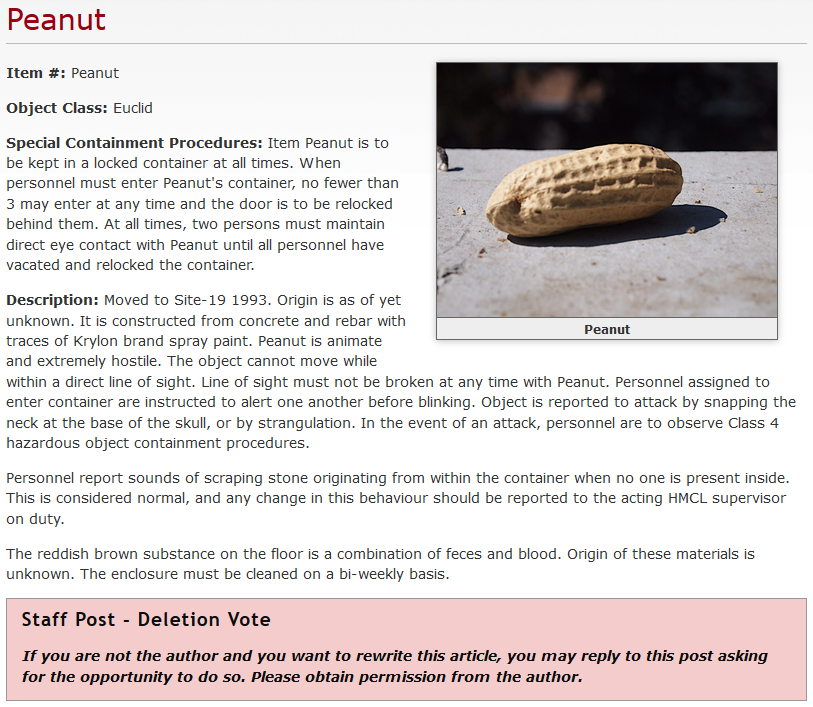 Peanut
Item #: Peanut
Object Class: Euclid
Special Containment Procedures: Item Peanut is to
be kept in a locked container at all times. When
personnel must enter Peanut's container, no fewer than
3 may enter at any time and the door is to be relocked
behind them. At all times, two persons must maintain
direct eye contact with Peanut until all personnel have
vacated and relocked the container.
Peanut
Description: Moved to Site-19 1993. Origin is as of yet
unknown. It is constructed from concrete and rebar with
traces of Krylon brand spray paint. Peanut is animate
and extremely hostile. The object cannot move while
within a direct line of sight. Line of sight must not be broken at any time with Peanut. Personnel assigned to
enter container are instructed to alert one another before blinking. Object is reported to attack by snapping the
neck at the base of the skull, or by strangulation. In the event of an attack, personnel are to observe Class 4
hazardous object containment procedures.
Personnel report sounds of scraping stone originating from within the container when no one is present inside.
This is considered normal, and any change in this behaviour should be reported to the acting HMCL supervisor
on duty.
The reddish brown substance on the floor is a combination of feces and blood. Origin of these materials is
unknown. The enclosure must be cleaned on a bi-weekly basis.
Staff Post - Deletion Vote
If you are not the author and you want to rewrite this article, you may reply to this post asking
for the opportunity to do so. Please obtain permission from the author.